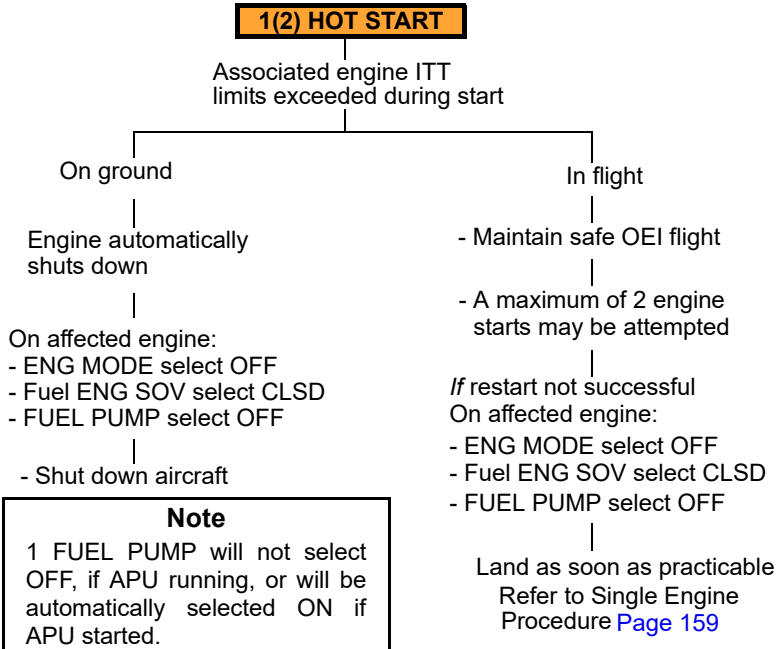 1(2) HOT START
Associated engine ITT
limits exceeded during start
On ground
Engine automatically
shuts down
On affected engine:
- ENG MODE select OFF
- Fuel ENG SOV select CLSD
- FUEL PUMP select OFF
- Shut down aircraft
Note
1 FUEL PUMP will not select
OFF, if APU running, or will be
automatically selected ON if
APU started.
In flight
- Maintain safe OEI flight
- A maximum of 2 engine
starts may be attempted
If restart not successful
On affected engine:
- ENG MODE select OFF
- Fuel ENG SOV select CLSD
- FUEL PUMP select OFF
Land as soon as practicable
Refer to Single Engine
Procedure Page 159